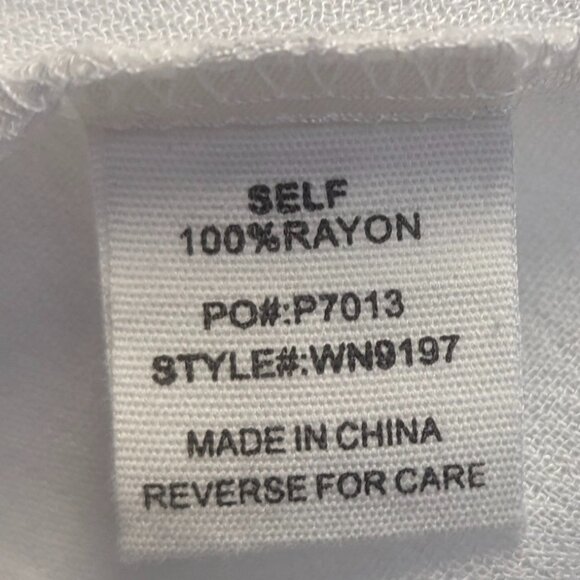 SELF
100%RAYON
PO#:P7013
STYLE#:WN9197
MADE IN CHINA
REVERSE FOR CARE